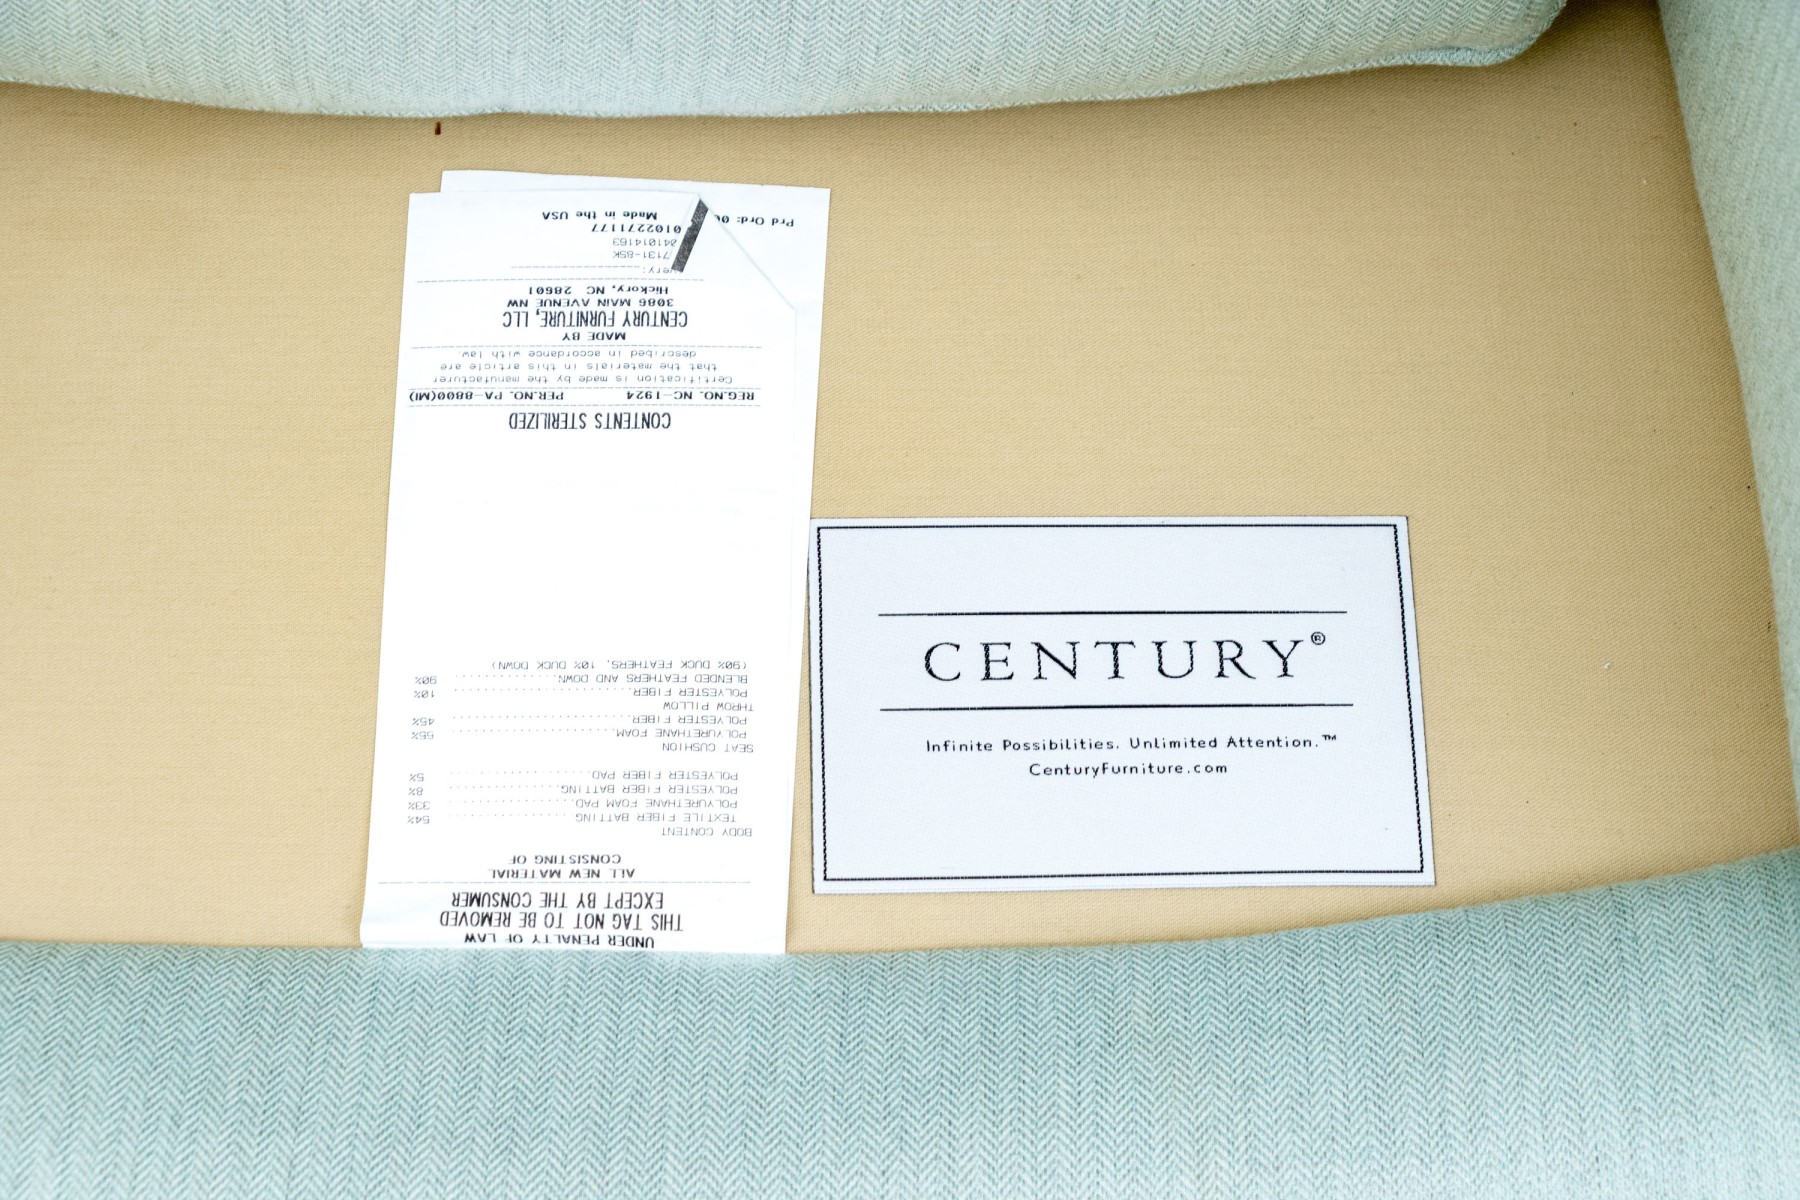 UNDER PENALTY OF LAW
THIS TAG NOT TO BE REMOVED
EXCEPT BY THE CONSUMER
ALL NEW MATERIAL
CONSISTING OF
BODY CONTENT
TEXTILE FIBER BATTING.................. 54%
POLYURETHANE FOAM PAD.................. 33%
POLYESTER FIBER BATTING................ 8%
POLYESTER FIBER PAD.................... 5%
SEAT CUSHION
POLYURETHANE FOAM...................... 55%
POLYESTER FIBER........................ 45%
THROW PILLOW
POLYESTER FIBER........................ 10%
BLENDED FEATHERS AND DOWN.............. 90%
(90% DUCK FEATHERS, 10% DUCK DOWN)
CONTENTS STERILIZED
REG.NO. NC-1924 PER.NO. PA-8800(MI)
Certification is made by the manufacturer
that the materials in this article are
described in accordance with law.
MADE BY
CENTURY FURNITURE, LLC
3086 MAIN AVENUE NW
Hickory, NC 28601
7131-85K
041014163
0102271177
Made in the USA
Prd Ord:
CENTURY®
Infinite Possibilities. Unlimited Attention.™
CenturyFurniture.com